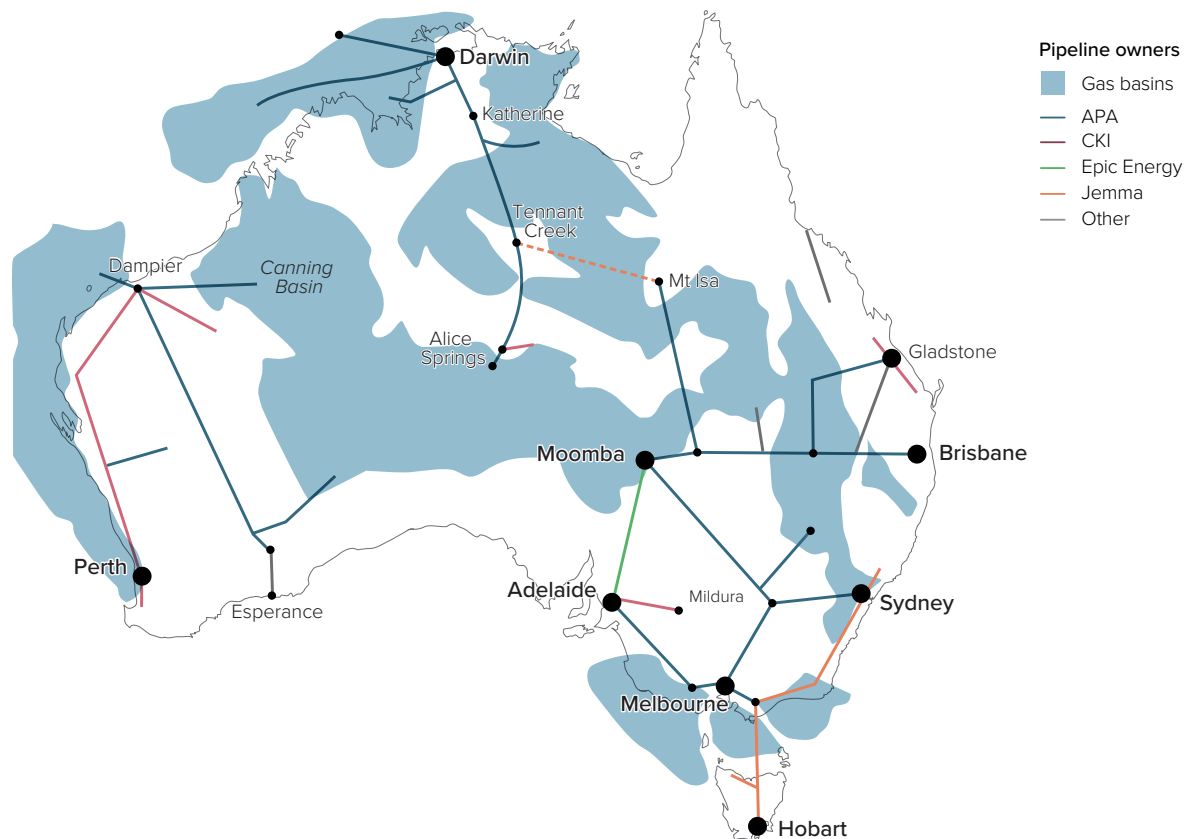 Pipeline owners
Gas basins
APA
CKI
Epic Energy
Jemma
Other
Darwin
Katherine
Tennant
Creek
Dampier
Canning
Basin
Mt Isa
Alice
Springs
Gladstone
Moomba
Brisbane
Perth
Adelaide
Mildura
Esperance
Sydney
Melbourne
Hobart